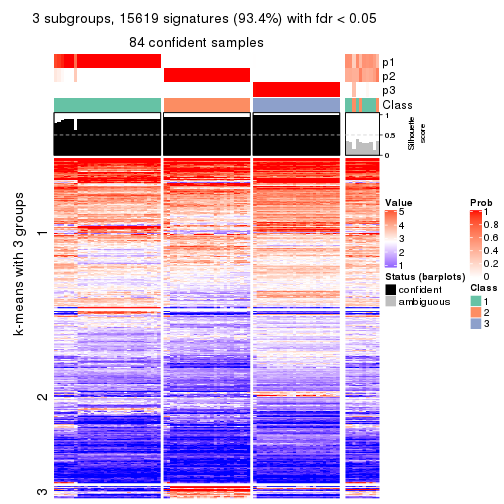 3 subgroups, 15619 signatures (93.4%) with fdr < 0.05
84 confident samples
p1
p2
p3
Class
1
0.5
0
Silhouette
score
k-means with 3 groups
1
2
3
Value
5
4
3
2
1
Status (barplots)
confident
ambiguous
Prob
1
0.8
0.6
0.4
0.2
0
Class
1
2
3